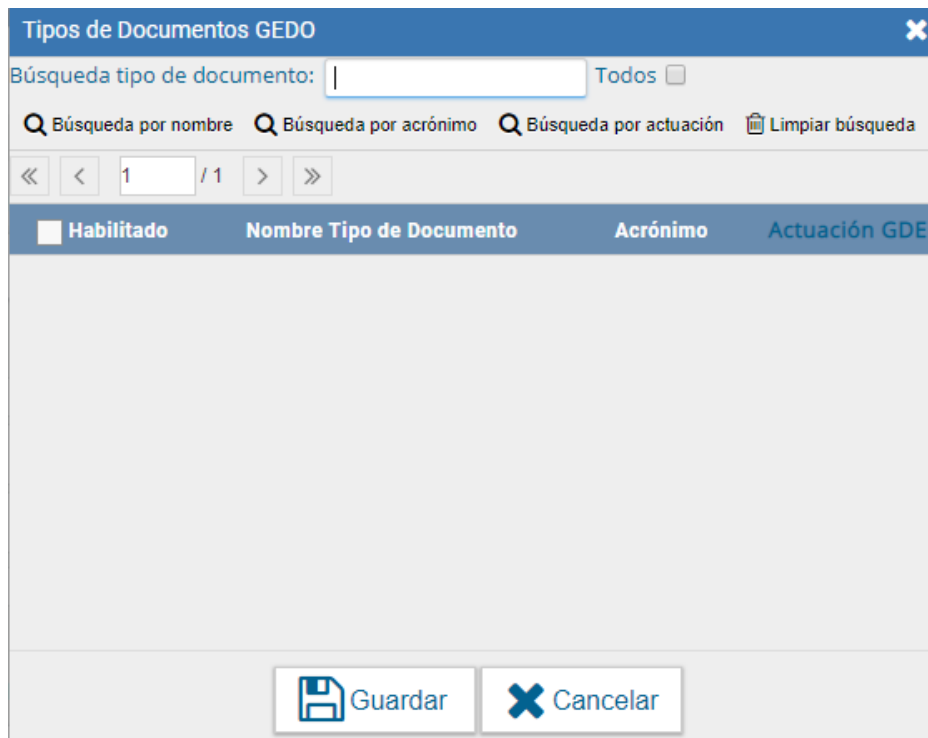 Tipos de Documentos GEDO
Búsqueda tipo de documento: Todos
Búsqueda por nombre Búsqueda por acrónimo Búsqueda por actuación Limpiar búsqueda
1 / 1
Habilitado Nombre Tipo de Documento Acrónimo Actuación GDE
Guardar Cancelar